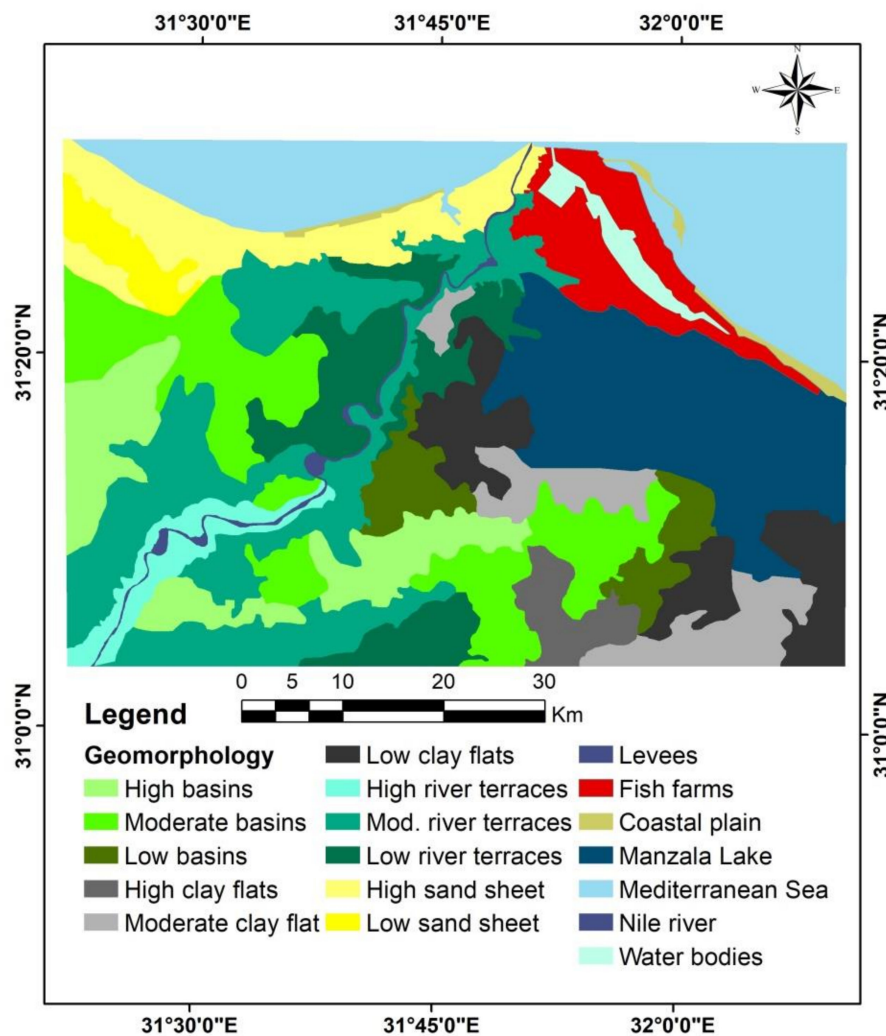 31°30'0"E 31°45'0"E 32°0'0"E
N
W E
S
31°20'0"N 31°20'0"N
31°0'0"N 31°0'0"N
0 5 10 20 30
Km
Legend
Geomorphology
High basins
Moderate basins
Low basins
High clay flats
Moderate clay flat
Low clay flats
High river terraces
Mod. river terraces
Low river terraces
High sand sheet
Low sand sheet
Levees
Fish farms
Coastal plain
Manzala Lake
Mediterranean Sea
Nile river
Water bodies
31°30'0"E 31°45'0"E 32°0'0"E